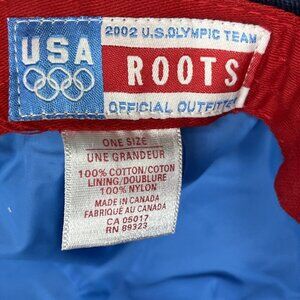 USA
2002 U.S. OLYMPIC TEAM
ROOTS
OFFICIAL OUTFITTER
ONE SIZE
UNE GRANDEUR
100% COTTON/COTON
LINING/DOUBLURE
100% NYLON
MADE IN CANADA
FABRIQUÉ AU CANADA
CA 05017
RN 89323